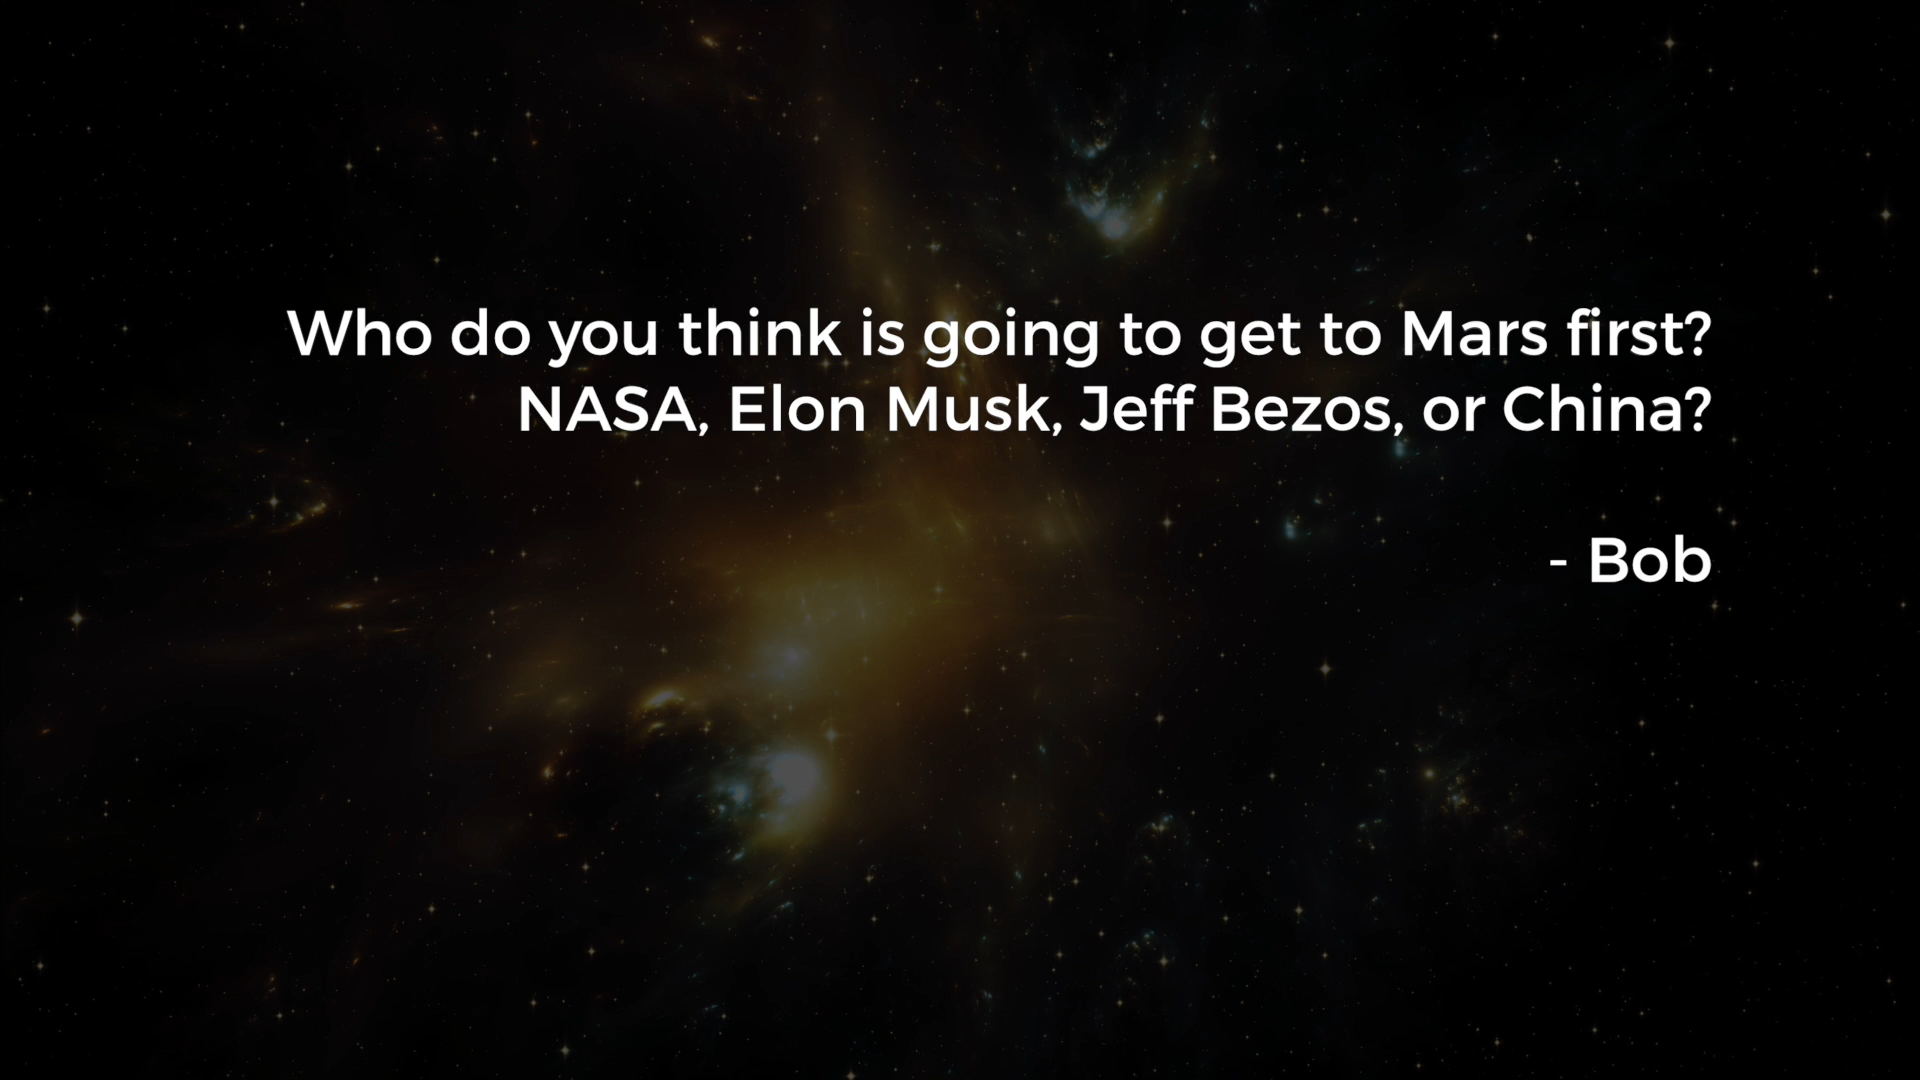 Who do you think is going to get to Mars first?
NASA, Elon Musk, Jeff Bezos, or China?
- Bob